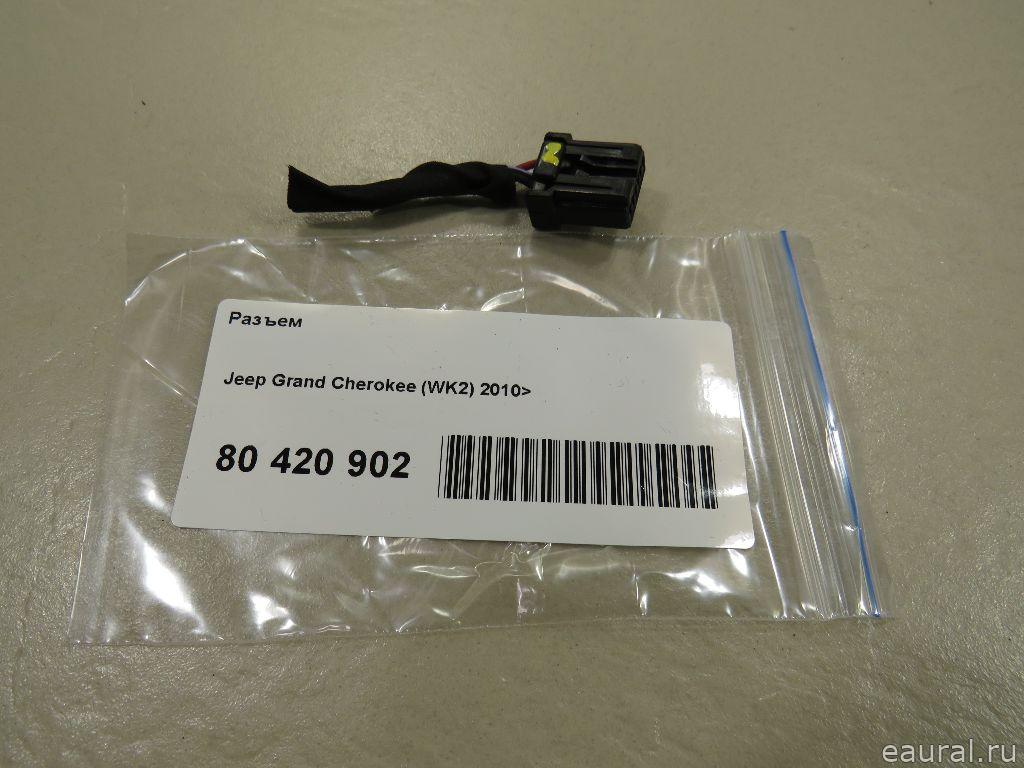 Разъем
Jeep Grand Cherokee (WK2) 2010>
80 420 902
eaural.ru